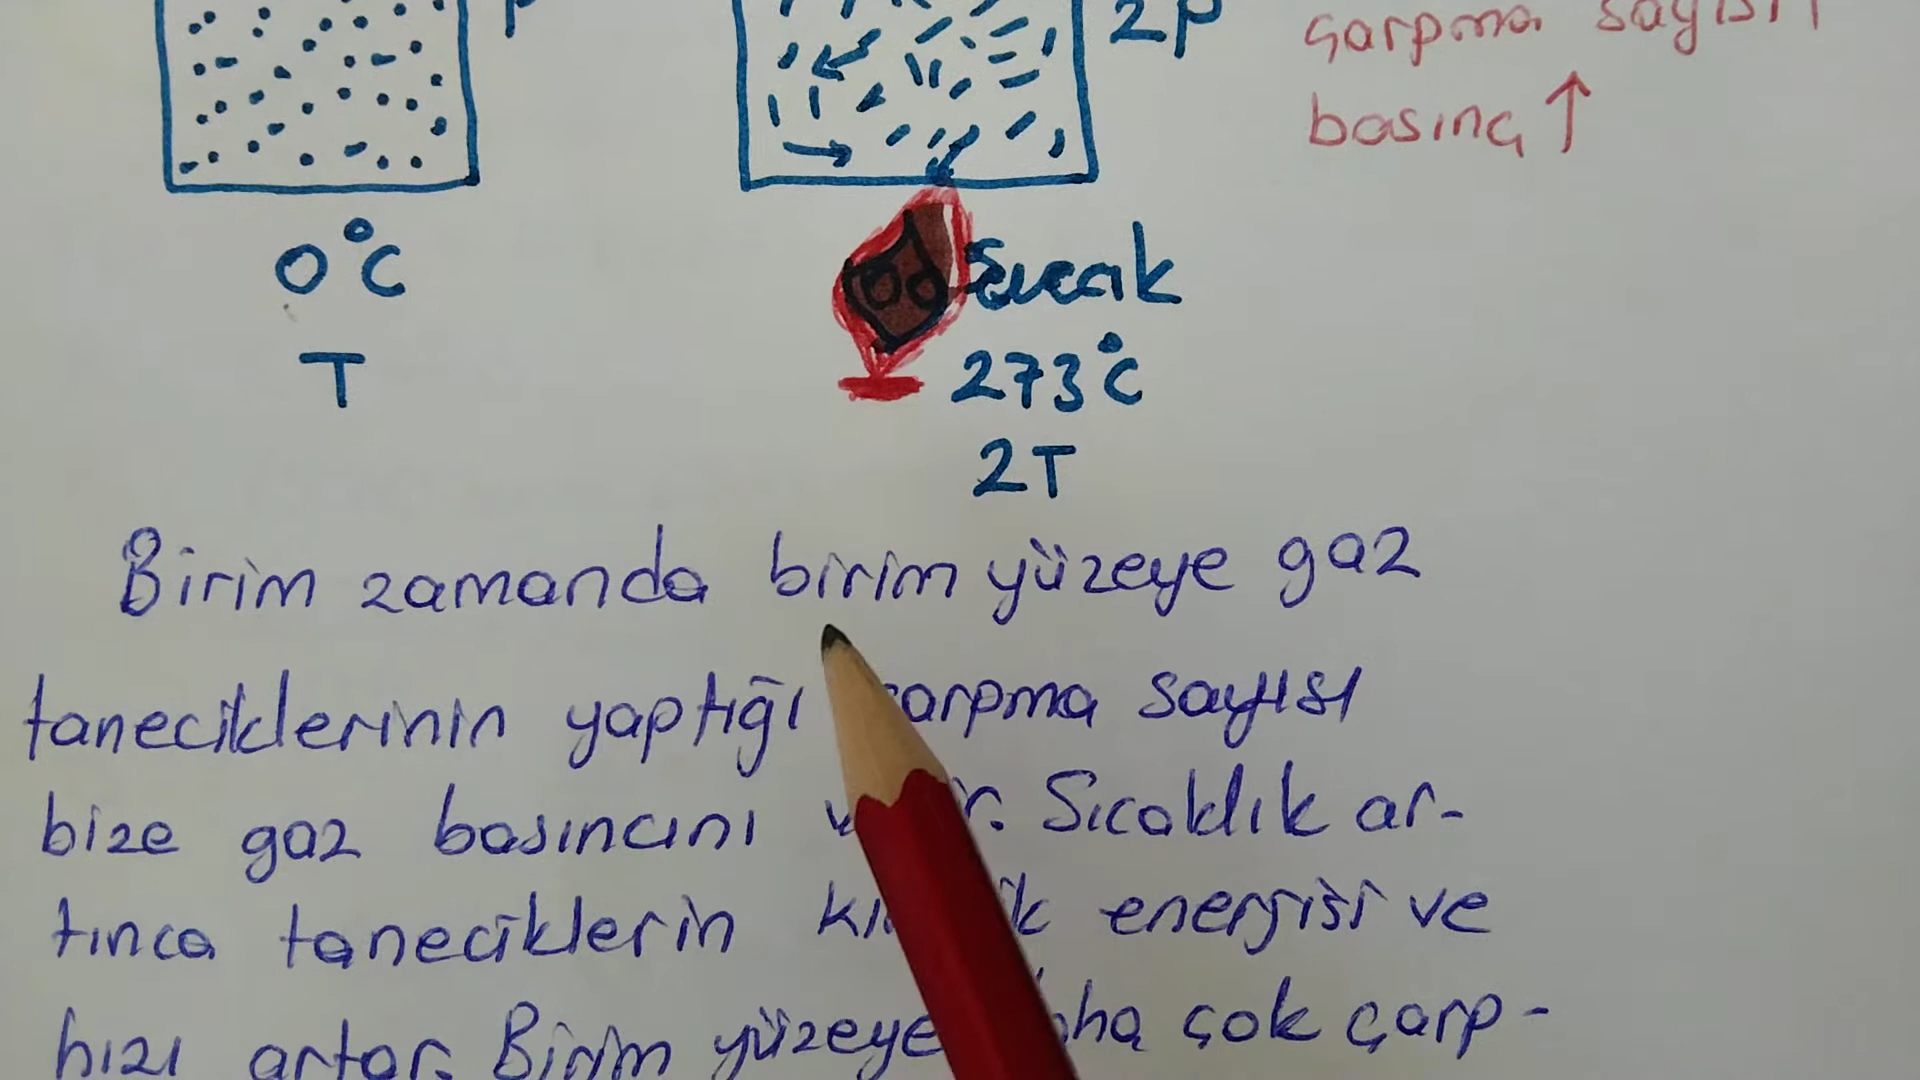 P
2P
çarpma sayısı
basınç ↑
0°C
T
Sıcak
273°C
2T
Birim zamanda birim yüzeye gaz
taneciklerinin yaptığı çarpma sayısı
bize gaz basıncını Sıcaklık ar-
tınca taneciklerin enerjisi ve
hızı artar. Birim yüzeye çok çarp-